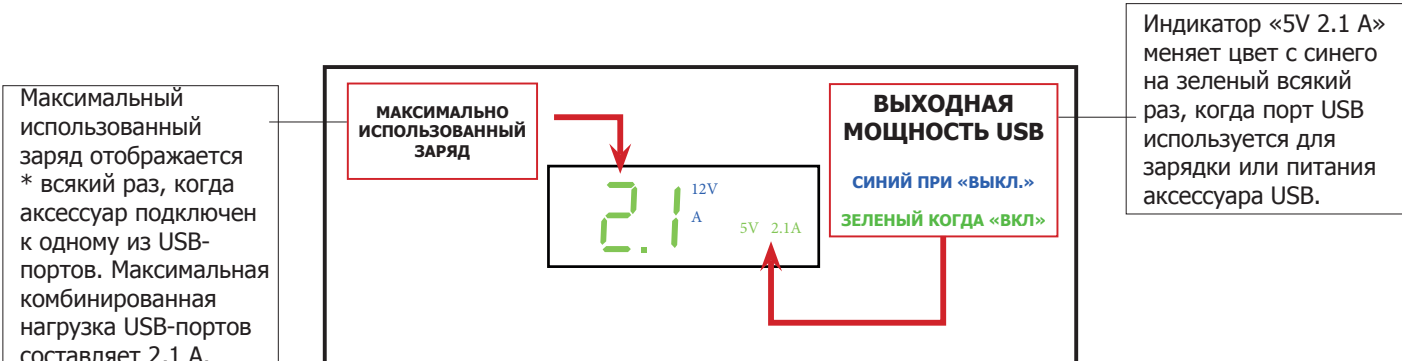 Максимальный
использованный
заряд отображается
* всякий раз, когда
аксессуар подключен
к одному из USB-
портов. Максимальная
комбинированная
нагрузка USB-портов
составляет 2.1 А.
МАКСИМАЛЬНО
ИСПОЛЬЗОВАННЫЙ
ЗАРЯД
2.1
12V
A
5V 2.1A
ВЫХОДНАЯ
МОЩНОСТЬ USB
СИНИЙ ПРИ «ВЫКЛ.»
ЗЕЛЕНЫЙ КОГДА «ВКЛ»
Индикатор «5V 2.1 А»
меняет цвет с синего
на зеленый всякий
раз, когда порт USB
используется для
зарядки или питания
аксессуара USB.